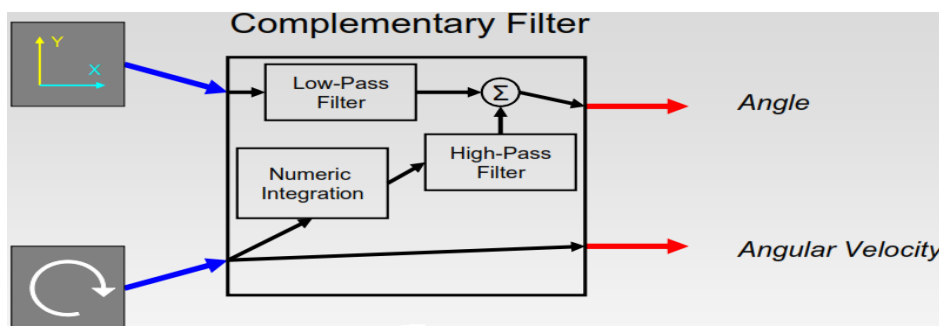 Complementary Filter
Y
X
Low-Pass
Filter
Σ
Angle
Numeric
Integration
High-Pass
Filter
Angular Velocity